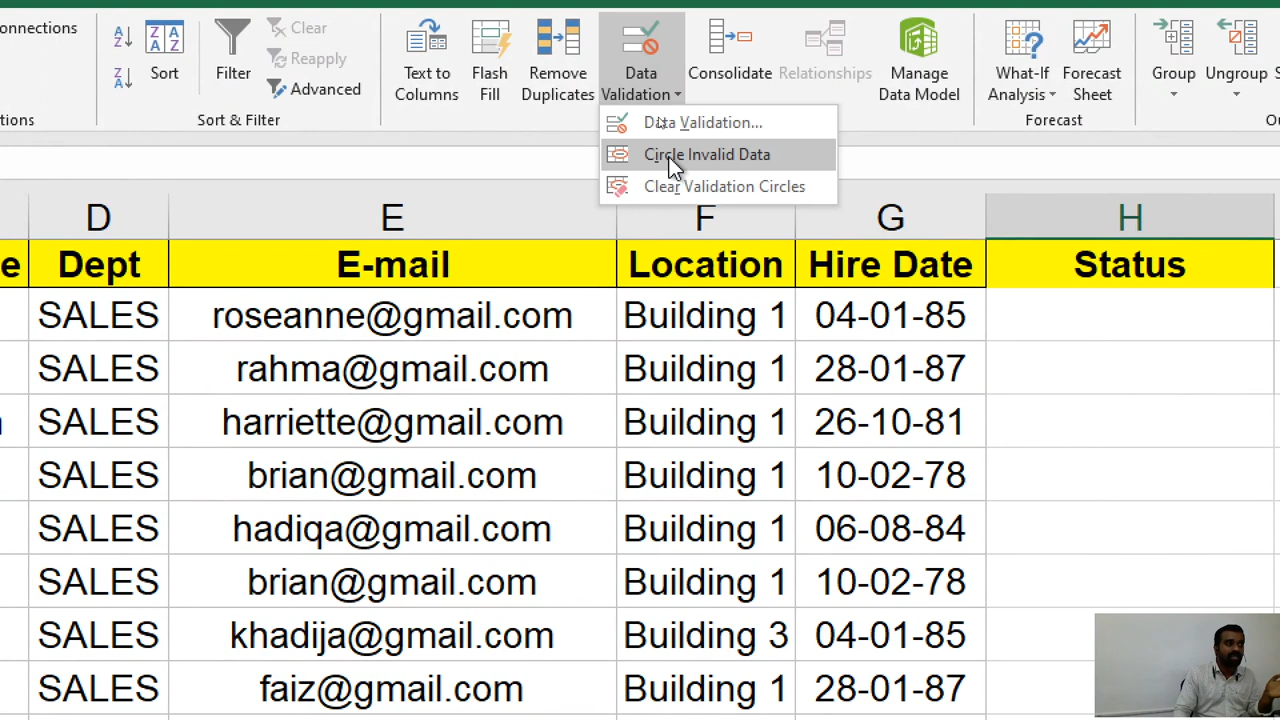 onnections
Clear
Reapply
Advanced
Sort
Filter
Text to
Columns
Flash
Fill
Remove
Duplicates
Data
Validation
Consolidate
Relationships
Manage
Data Model
What-If
Analysis
Forecast
Sheet
Group
Ungroup
S
tions
Sort & Filter
Forecast
Ou
Data Validation...
Circle Invalid Data
Clear Validation Circles
D E F G H
e Dept E-mail Location Hire Date Status
SALES roseanne@gmail.com Building 1 04-01-85
SALES rahma@gmail.com Building 1 28-01-87
SALES harriette@gmail.com Building 1 26-10-81
SALES brian@gmail.com Building 1 10-02-78
SALES hadiqa@gmail.com Building 1 06-08-84
SALES brian@gmail.com Building 1 10-02-78
SALES khadija@gmail.com Building 3 04-01-85
SALES faiz@gmail.com Building 1 28-01-87